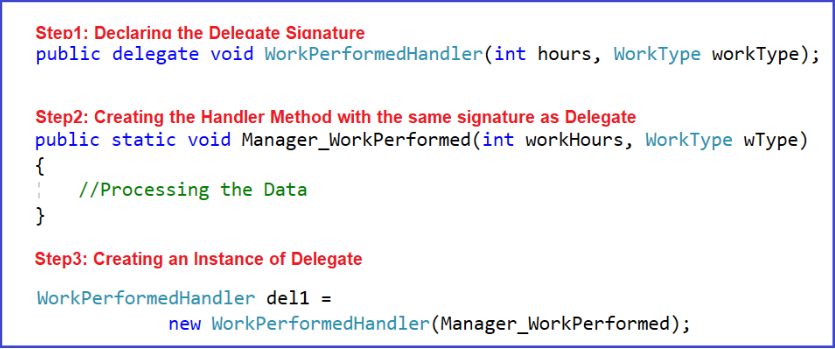 Step1: Declaring the Delegate Signature
public delegate void WorkPerformedHandler(int hours, WorkType workType);
Step2: Creating the Handler Method with the same signature as Delegate
public static void Manager_WorkPerformed(int workHours, WorkType wType)
{
//Processing the Data
}
Step3: Creating an Instance of Delegate
WorkPerformedHandler del1 =
new WorkPerformedHandler(Manager_WorkPerformed);